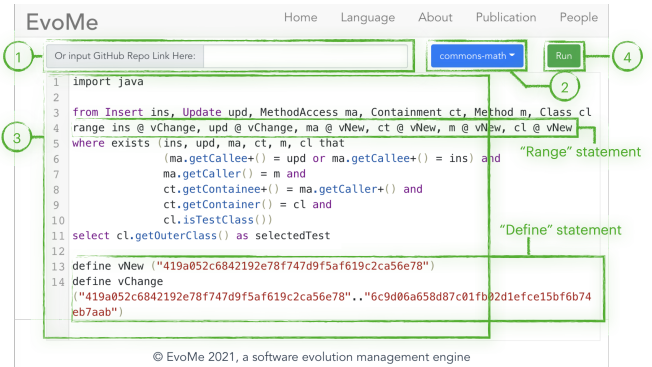 EvoMe
Home Language About Publication People
1 Or input GitHub Repo Link Here: commons-math Run 4
2
1 import java
2
3 from Insert ins, Update upd, MethodAccess ma, Containment ct, Method m, Class cl
4 range ins @ vChange, upd @ vChange, ma @ vNew, ct @ vNew, m @ vNew, cl @ vNew
3
5 where exists (ins, upd, ma, ct, m, cl that
"Range" statement
6 (ma.getCallee+() = upd or ma.getCallee+() = ins) and
7 ma.getCaller() = m and
8 ct.getContainee+() = ma.getCaller+() and
9 ct.getContainer() = cl and
10 cl.isTestClass())
11 select cl.getOuterClass() as selectedTest
"Define" statement
12
13 define vNew ("419a052c6842192e78f747d9f5af619c2ca56e78")
14 define vChange
("419a052c6842192e78f747d9f5af619c2ca56e78".."6c9d06a658d87c01fb02d1efce15bf6b74
eb7aab")
© EvoMe 2021, a software evolution management engine